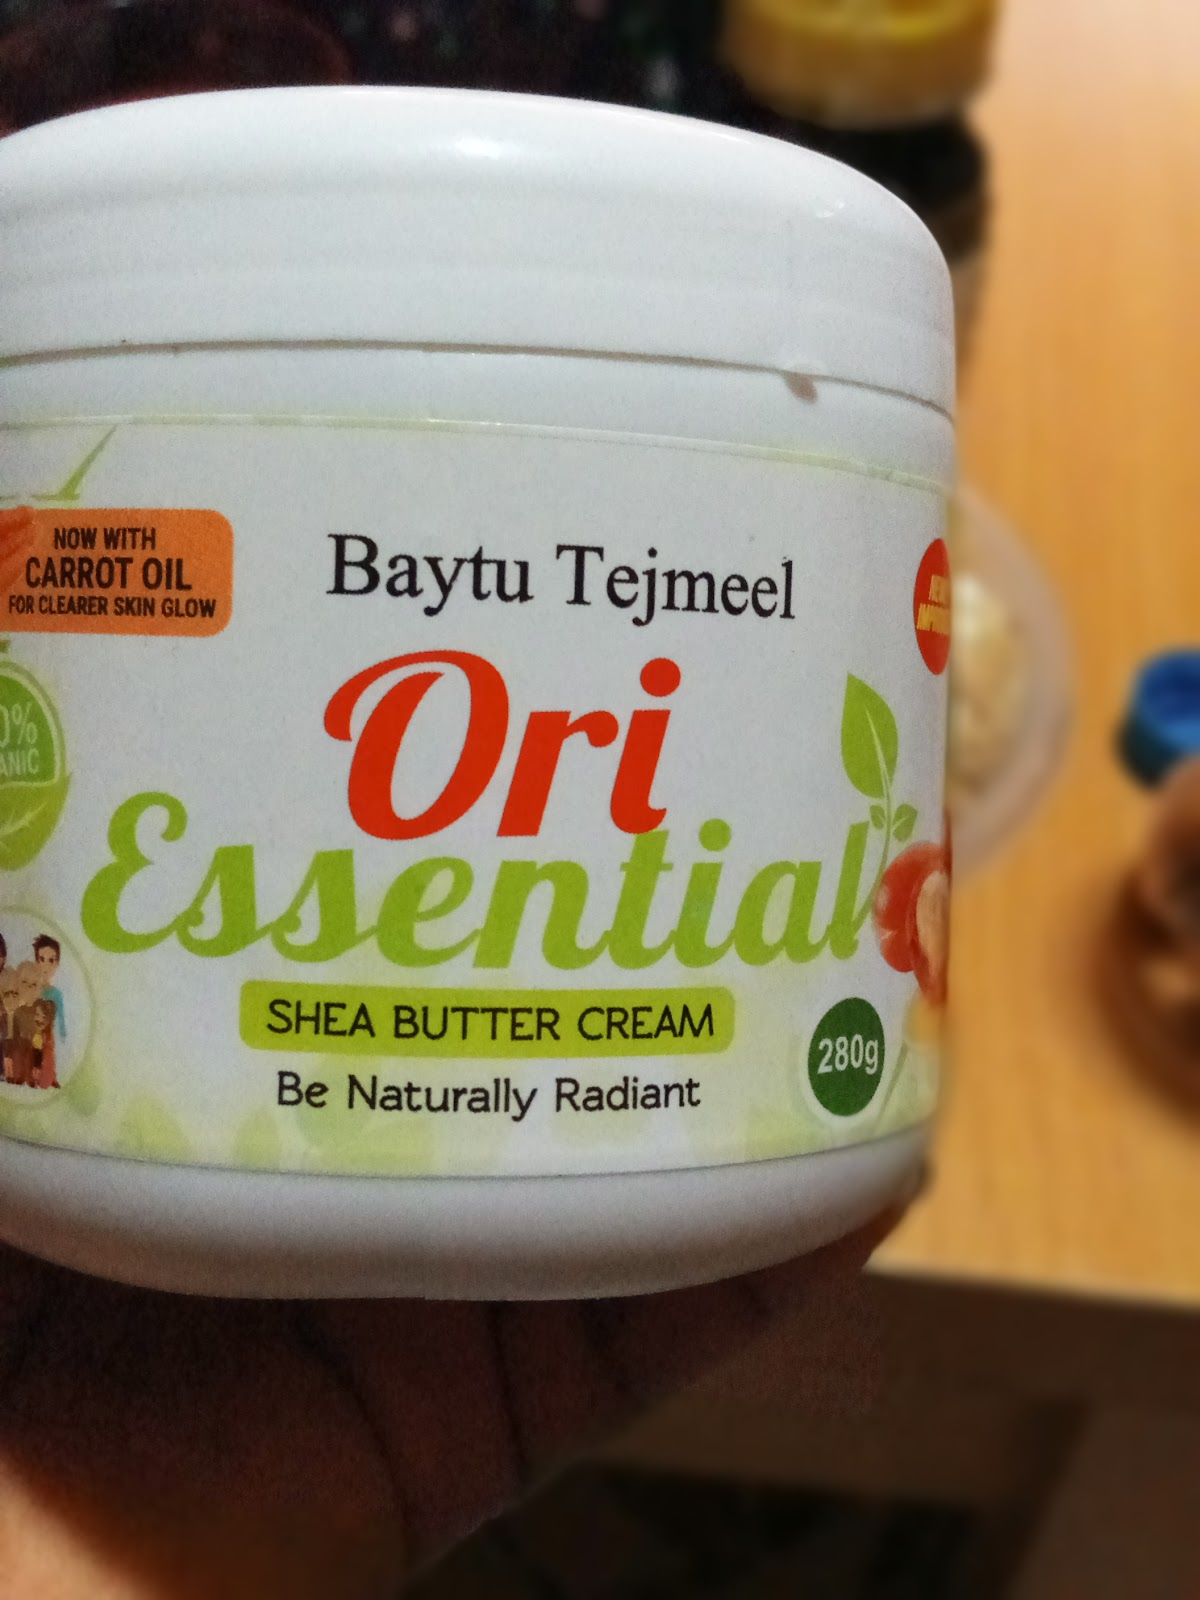 NOW WITH
CARROT OIL
FOR CLEARER SKIN GLOW
Baytu Tejmeel
Ori
Essential
SHEA BUTTER CREAM
Be Naturally Radiant
280g